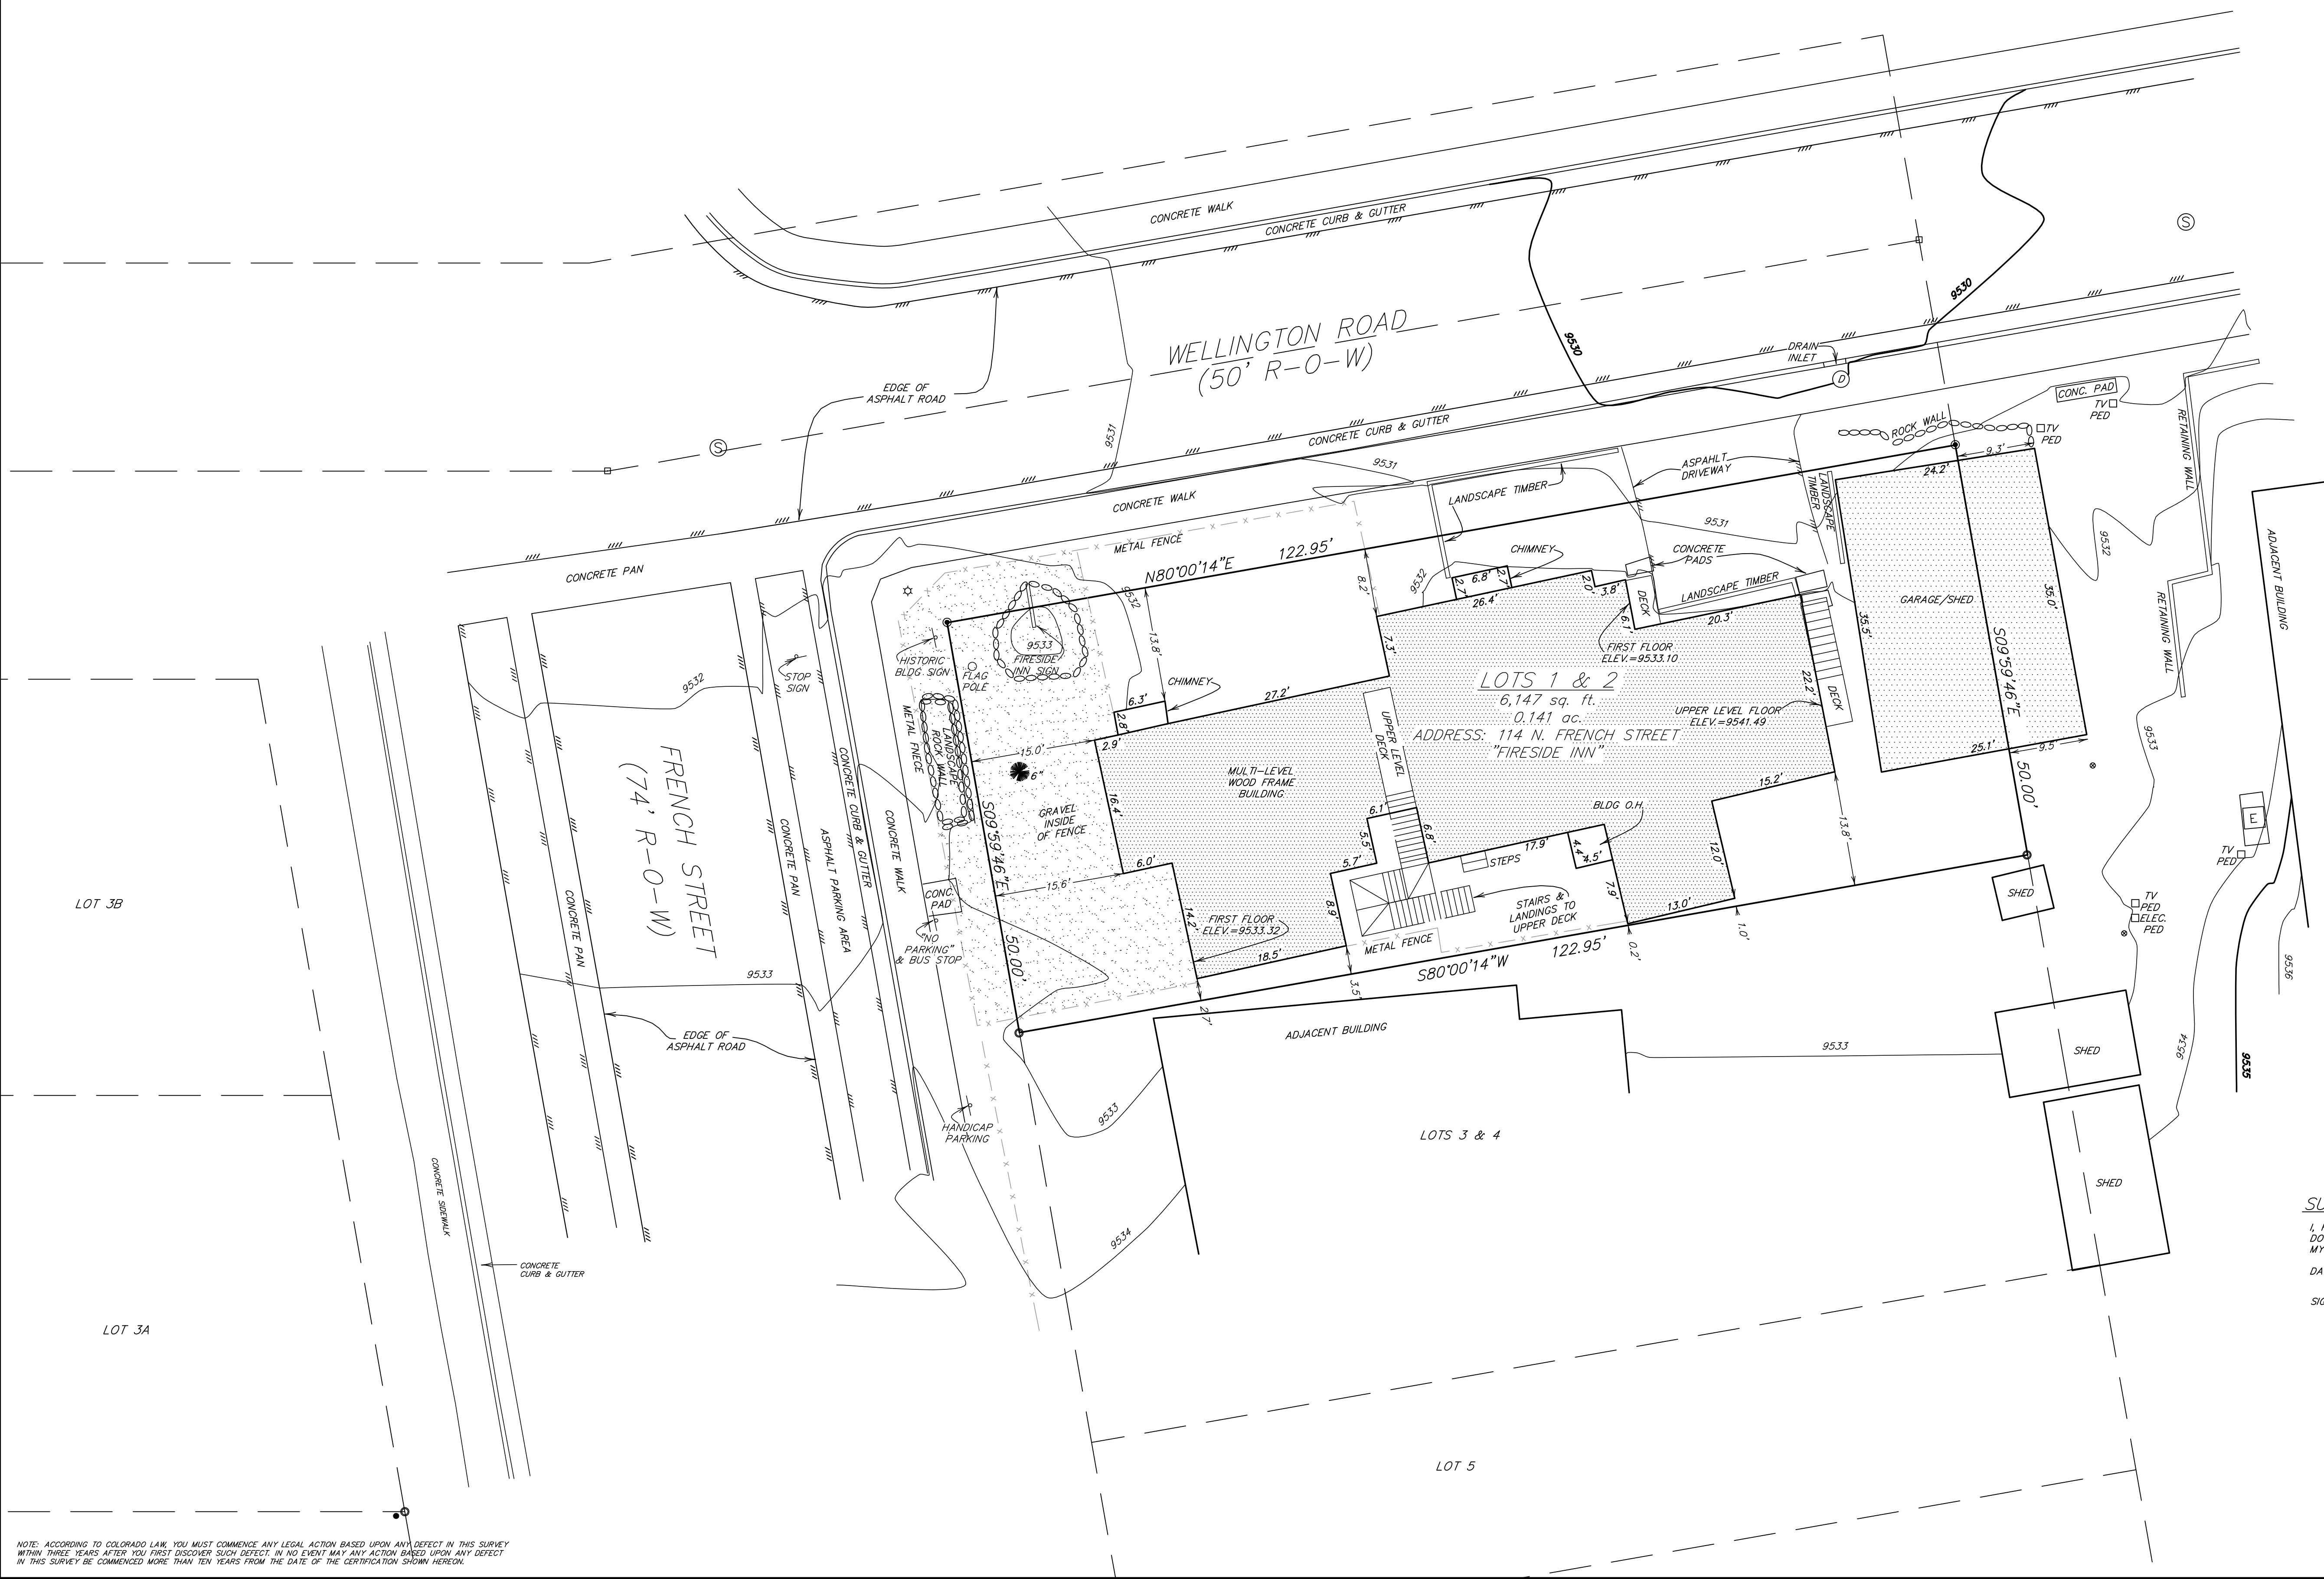 CONCRETE WALK
CONCRETE CURB & GUTTER
S
9530
9530
WELLINGTON ROAD
(50' R-O-W)
DRAIN
INLET
D
EDGE OF
ASPHALT ROAD
S
9531
CONCRETE CURB & GUTTER
CONC. PAD
TV
PED
ROCK WALL
TV
PED
RETAINING WALL
9531
ASPAHLT
DRIVEWAY
9.3'
24.2'
LANDSCAPE TIMBER
LANDSCAPE
TIMBER
CONCRETE WALK
9531
9532
METAL FENCE
N80°00'14"E
122.95'
CHIMNEY
CONCRETE
PADS
ADJACENT BUILDING
CONCRETE PAN
8.2'
9532
2.7'
6.8'
2.7'
26.4'
2.0'
3.8'
DECK
LANDSCAPE TIMBER
GARAGE/SHED
35.0'
RETAINING WALL
9532
13.8'
6.1'
20.3'
35.5'
S09°59'46"E
9533
FIRESIDE
INN SIGN
HISTORIC
BLDG SIGN
FLAG
POLE
7.3'
FIRST FLOOR
ELEV.=9533.10
STOP
SIGN
9532
CHIMNEY
27.2'
LOTS 1 & 2
6,147 sq. ft.
0.141 ac.
ADDRESS: 114 N. FRENCH STREET
"FIRESIDE INN"
22.2'
DECK
UPPER LEVEL FLOOR
ELEV.=9541.49
6.3'
2.8'
METAL FNECE
LANDSCAPE
ROCK WALL
15.0'
2.9'
UPPER LEVEL
DECK
9533
25.1'
9.5
FRENCH STREET
(74' R-O-W)
CONCRETE CURB & GUTTER
6"
MULTI-LEVEL
WOOD FRAME
BUILDING
15.2'
50.00'
16.4'
GRAVEL
INSIDE
OF FENCE
S09°59'46"E
6.1'
BLDG O.H.
E
CONCRETE PAN
ASPHALT PARKING AREA
CONCRETE WALK
5.5'
6.8'
17.9'
4.4'
4.5'
12.0'
13.8'
TV
PED
6.0'
5.7'
STEPS
LOT 3B
CONCRETE PAN
CONC.
PAD
15.6'
7.9'
SHED
14.2'
8.9'
STAIRS &
LANDINGS TO
UPPER DECK
13.0'
TV
PED
ELEC.
PED
FIRST FLOOR
ELEV.=9533.32
1.0'
"NO
PARKING"
& BUS STOP
50.00'
METAL FENCE
122.95'
0.2'
18.5'
S80°00'14"W
9536
9533
3.5'
2.7'
EDGE OF
ASPHALT ROAD
ADJACENT BUILDING
9533
SHED
9534
9535
9533
HANDICAP
PARKING
LOTS 3 & 4
CONCRETE SIDEWALK
SHED
9534
SU
I,
DO
MY
CONCRETE
CURB & GUTTER
DA
SIG
LOT 3A
LOT 5
NOTE: ACCORDING TO COLORADO LAW, YOU MUST COMMENCE ANY LEGAL ACTION BASED UPON ANY DEFECT IN THIS SURVEY
WITHIN THREE YEARS AFTER YOU FIRST DISCOVER SUCH DEFECT. IN NO EVENT MAY ANY ACTION BASED UPON ANY DEFECT
IN THIS SURVEY BE COMMENCED MORE THAN TEN YEARS FROM THE DATE OF THE CERTIFICATION SHOWN HEREON.